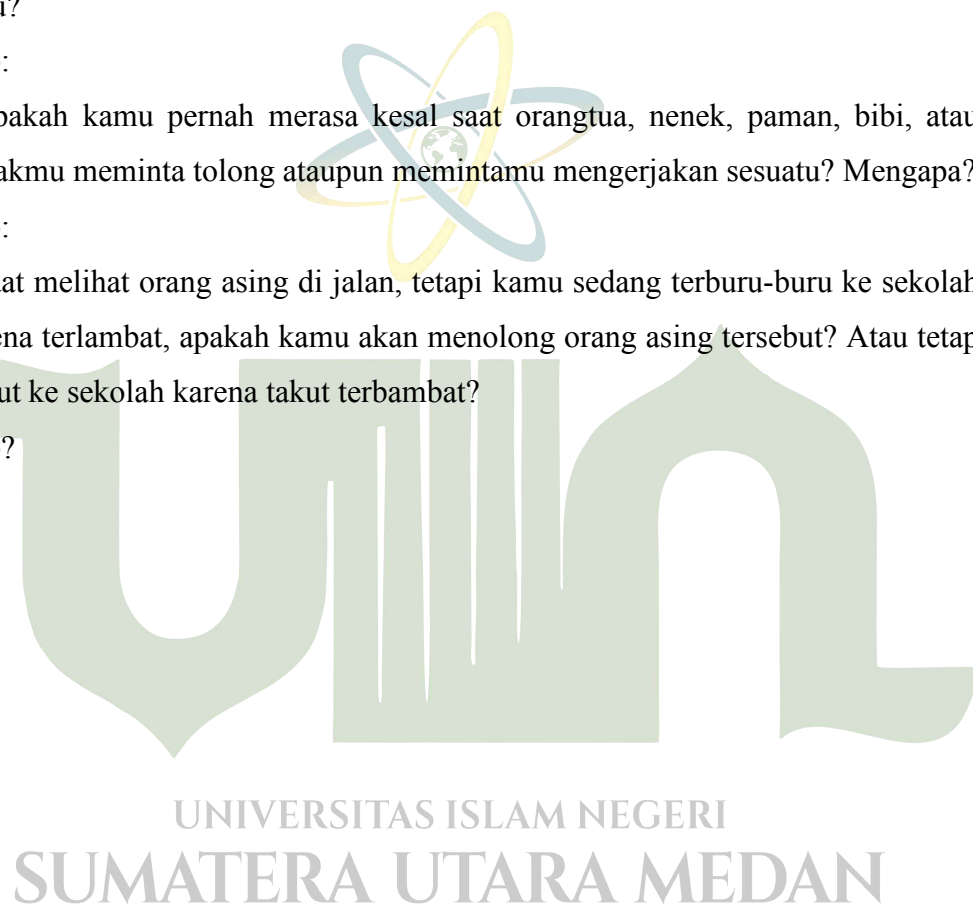 u?
:
pakah kamu pernah merasa kesal saat orangtua, nenek, paman, bibi, atau
akmu meminta tolong ataupun memintamu mengerjakan sesuatu? Mengapa?
:
at melihat orang asing di jalan, tetapi kamu sedang terburu-buru ke sekolah
ena terlambat, apakah kamu akan menolong orang asing tersebut? Atau tetap
ut ke sekolah karena takut terbambat?
?
UNIVERSITAS ISLAM NEGERI
SUMATERA UTARA MEDAN